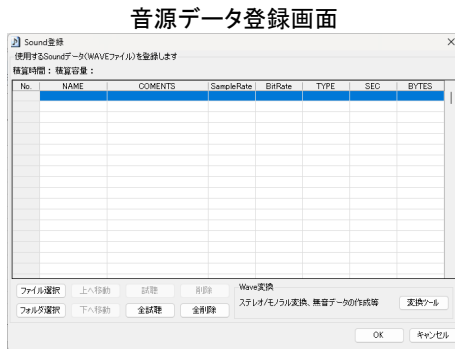 音源データ登録画面
Sound登録
使用するSoundデータ(WAVEファイル)を登録します
積算時間： 積算容量：
No. NAME COMENTS SampleRate BitRate TYPE SEC BYTES
ファイル選択 上へ移動 試聴 削除
フォルダ選択 下へ移動 全試聴 全削除
Wave変換
ステレオ/モノラル変換、無音データの作成等 変換ツール
OK キャンセル